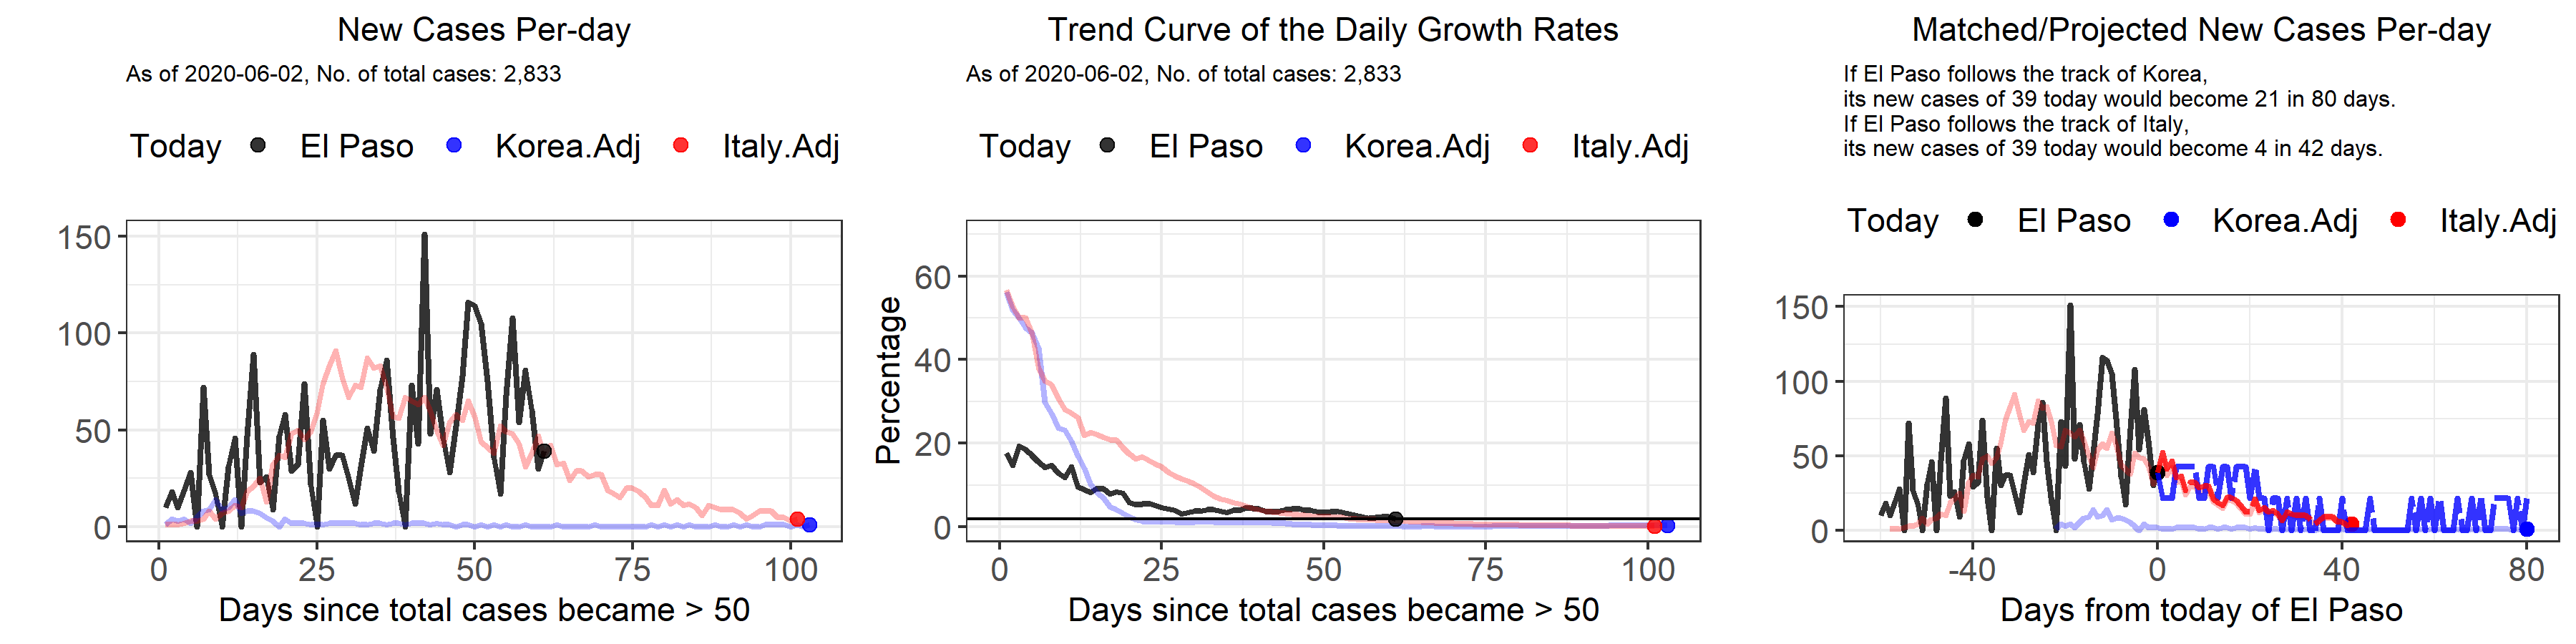 New Cases Per-day
As of 2020-06-02, No. of total cases: 2,833
Today El Paso Korea.Adj Italy.Adj
150
100
50
0
0 25 50 75 100
Days since total cases became > 50
Trend Curve of the Daily Growth Rates
As of 2020-06-02, No. of total cases: 2,833
Today El Paso Korea.Adj Italy.Adj
Percentage
60
40
20
0
0 25 50 75 100
Days since total cases became > 50
Matched/Projected New Cases Per-day
If El Paso follows the track of Korea,
its new cases of 39 today would become 21 in 80 days.
If El Paso follows the track of Italy,
its new cases of 39 today would become 4 in 42 days.
Today El Paso Korea.Adj Italy.Adj
150
100
50
0
-40 0 40 80
Days from today of El Paso